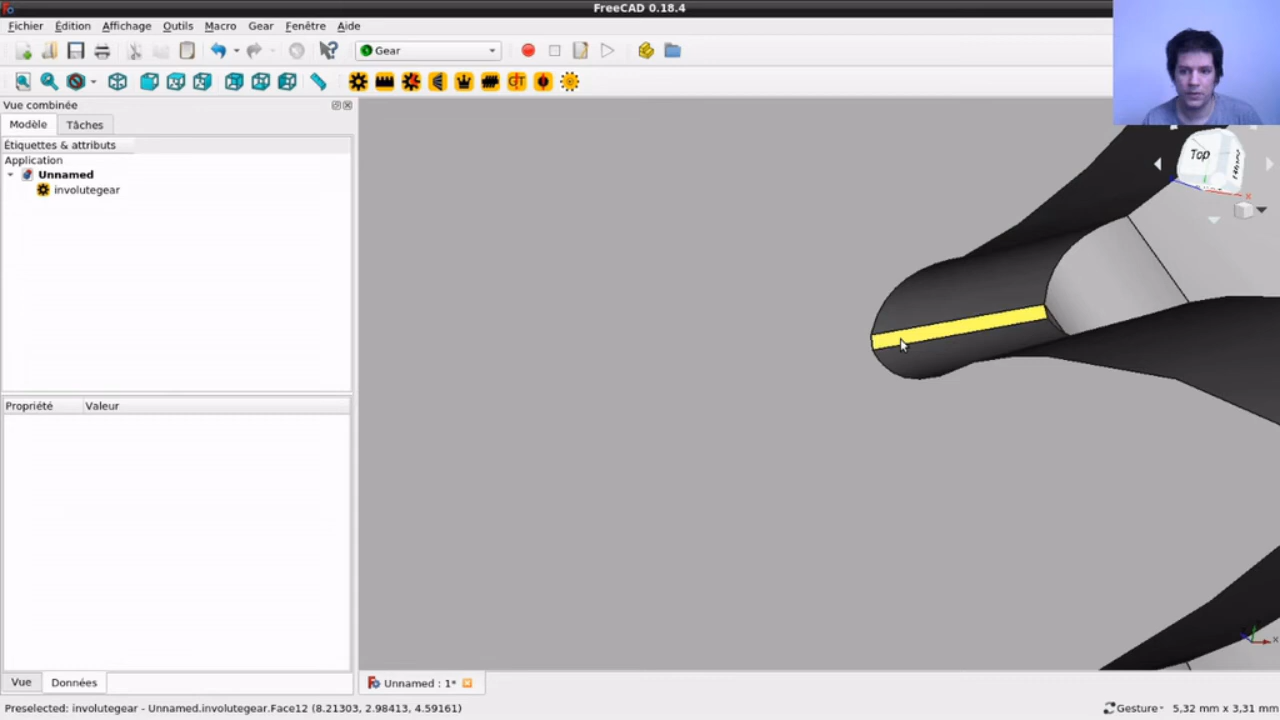 FreeCAD 0.18.4
Fichier Édition Affichage Outils Macro Gear Fenêtre Aide
Gear
Vue combinée
Modèle Tâches
Étiquettes & attributs
Application
Unnamed
involutegear
Top
x
Propriété Valeur
Vue Données
Unnamed : 1*
x
Preselected: involutegear - Unnamed.involutegear.Face12 (8.21303, 2.98413, 4.59161)
Gesture 5,32 mm x 3,31 mm